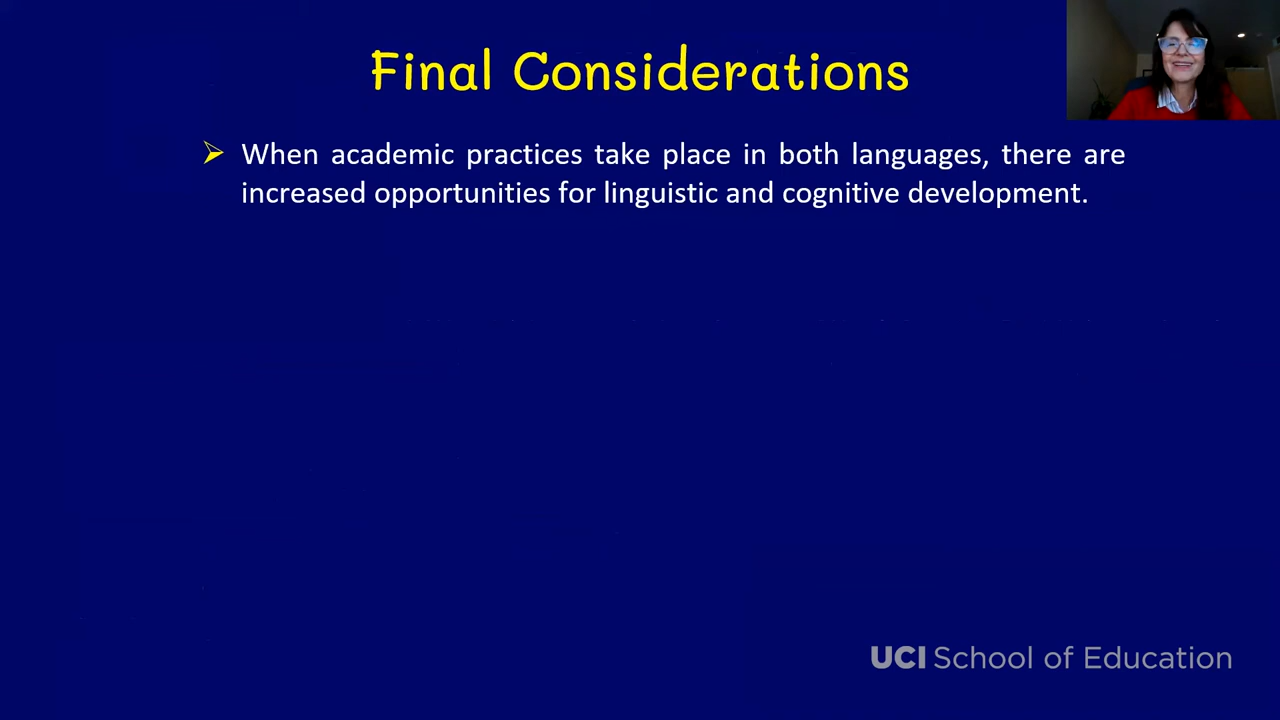 Final Considerations
➢ When academic practices take place in both languages, there are
increased opportunities for linguistic and cognitive development.
UCI School of Education